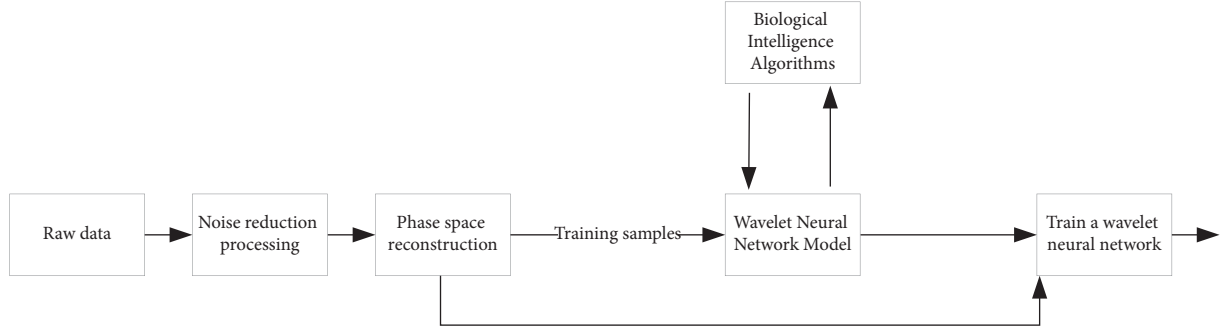 Biological
Intelligence
Algorithms
Raw data
Noise reduction
processing
Phase space
reconstruction
Training samples
Wavelet Neural
Network Model
Train a wavelet
neural network